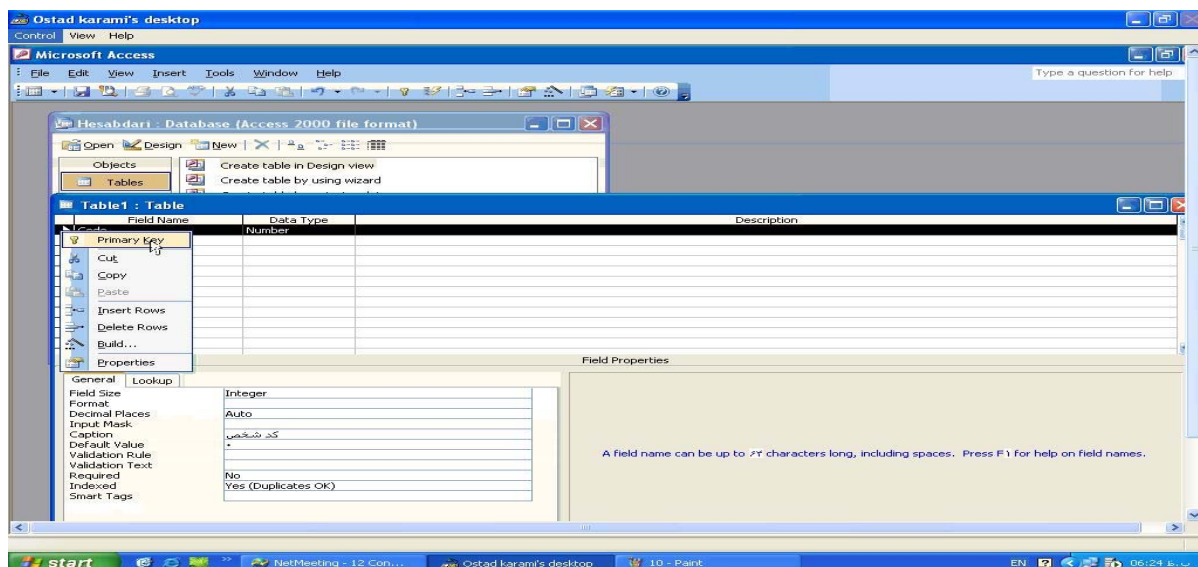 Ostad karami's desktop
Control View Help
Microsoft Access
File Edit View Insert Tools Window Help Type a question for help
Hesabdari : Database (Access 2000 file format)
Open Design New
Objects
Create table in Design view
Tables
Create table by using wizard
Table1 : Table
Field Name Data Type Description
Code Number
Primary Key
Cut
Copy
Paste
Insert Rows
Delete Rows
Build...
Properties
Field Properties
General Lookup
Field Size Integer
Format
Decimal Places Auto
Input Mask
Caption کد شخص
Default Value ۰
Validation Rule
Validation Text
Required No
Indexed Yes (Duplicates OK)
Smart Tags
A field name can be up to ۶۴ characters long, including spaces. Press F۱ for help on field names.
start NetMeeting - 12 Con... Ostad karami's desktop 10 - Paint EN 06:24 ب.ظ